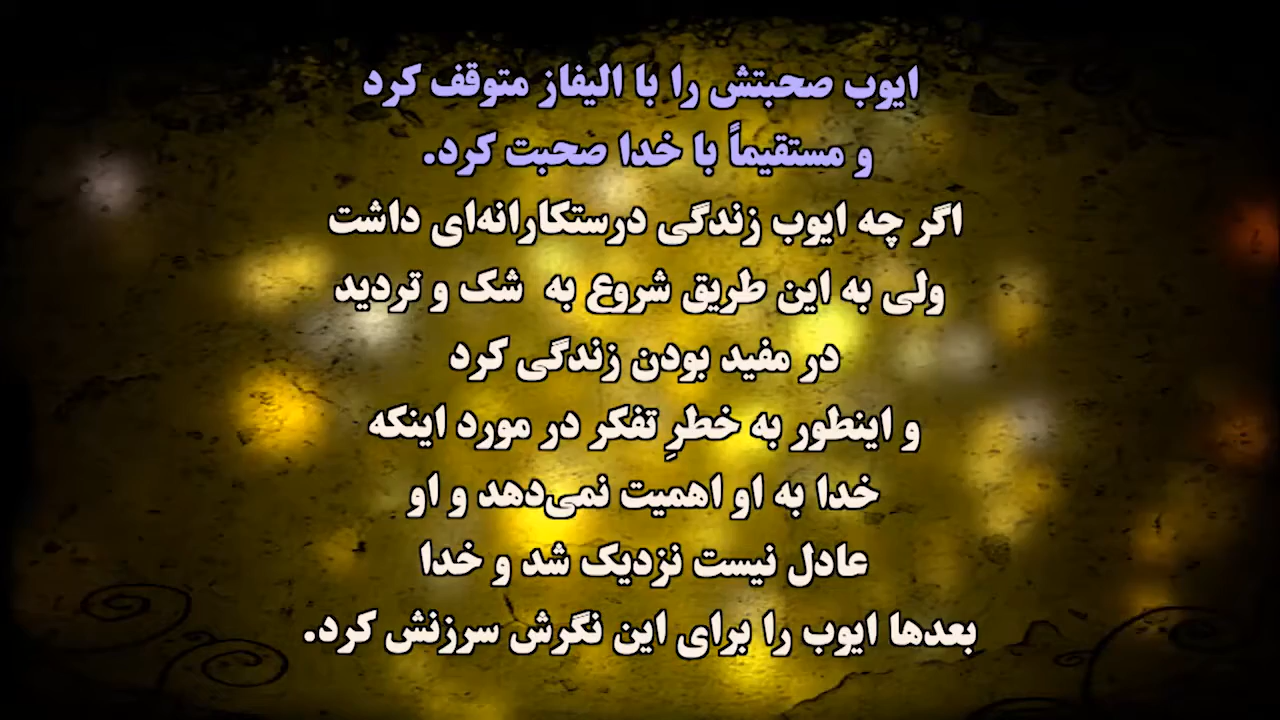 ایوب صحبتش را با الیفاز متوقف کرد
و مستقیماً با خدا صحبت کرد.
اگر چه ایوب زندگی درستکارانه‌ای داشت
ولی به این طریق شروع به شک و تردید
در مفید بودن زندگی کرد
و اینطور به خطرِ تفکر در مورد اینکه
خدا به او اهمیت نمی‌دهد و او
عادل نیست نزدیک شد و خدا
بعدها ایوب را برای این نگرش سرزنش کرد.